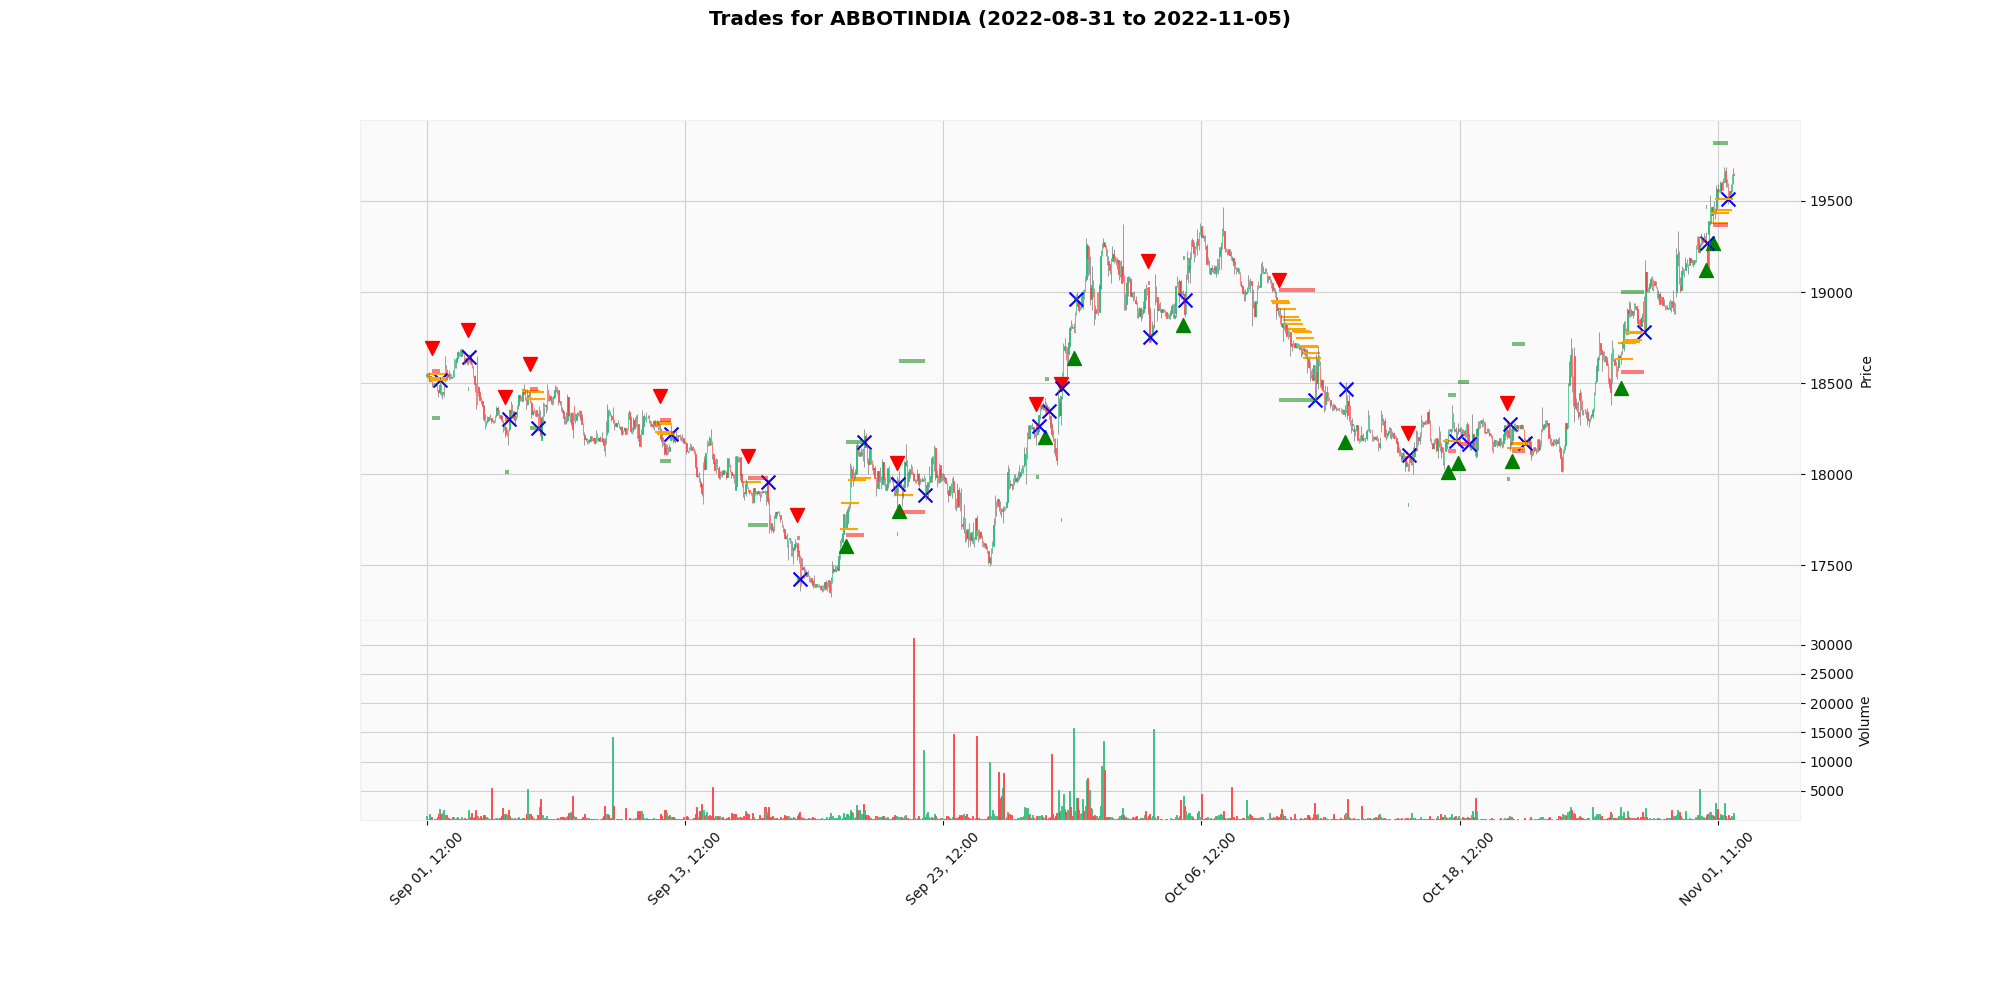 Trades for ABBOTINDIA (2022-08-31 to 2022-11-05)
19500
19000
18500
18000
17500
Price
30000
25000
20000
15000
10000
5000
Volume
Sep 01, 12:00
Sep 13, 12:00
Sep 23, 12:00
Oct 06, 12:00
Oct 18, 12:00
Nov 01, 11:00